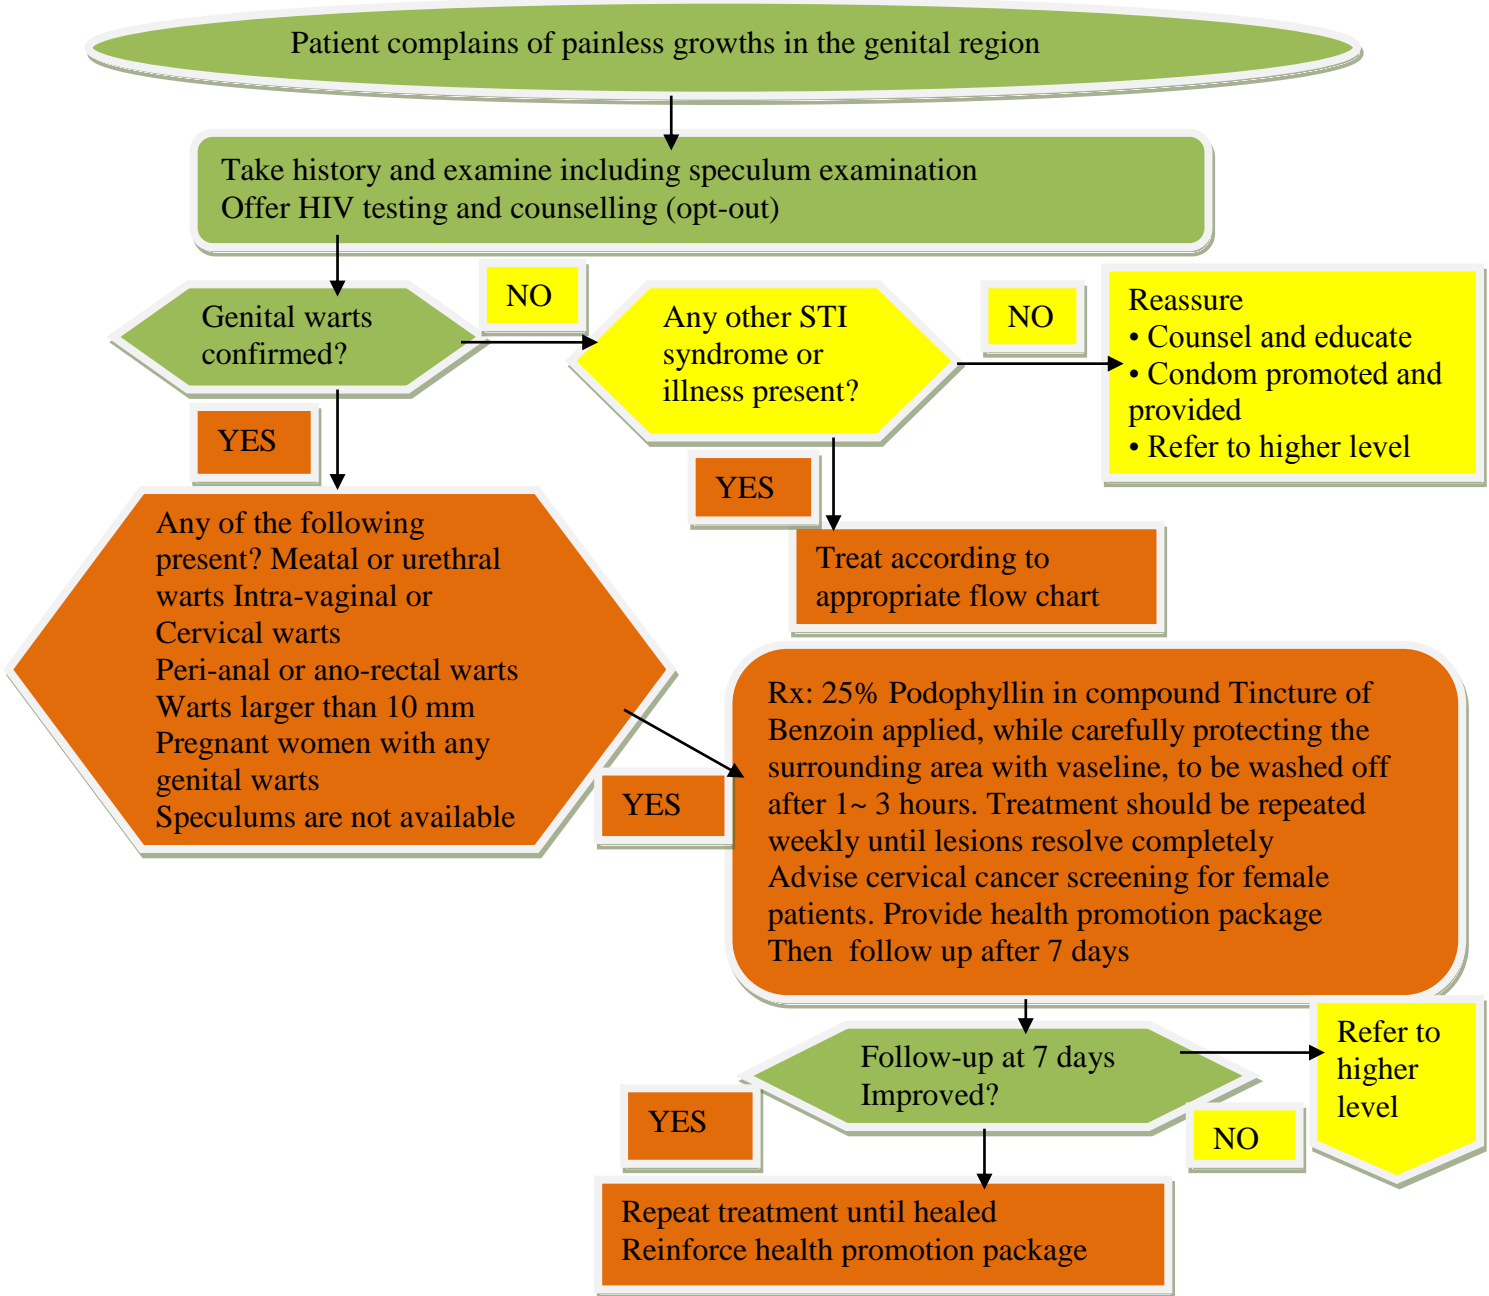 Patient complains of painless growths in the genital region
Take history and examine including speculum examination
Offer HIV testing and counselling (opt-out)
Genital warts
confirmed?
NO
Any other STI
syndrome or
illness present?
NO
Reassure
• Counsel and educate
• Condom promoted and
provided
• Refer to higher level
YES
YES
Treat according to
appropriate flow chart
Any of the following
present? Meatal or urethral
warts Intra-vaginal or
Cervical warts
Peri-anal or ano-rectal warts
Warts larger than 10 mm
Pregnant women with any
genital warts
Speculums are not available
YES
Rx: 25% Podophyllin in compound Tincture of
Benzoin applied, while carefully protecting the
surrounding area with vaseline, to be washed off
after 1~ 3 hours. Treatment should be repeated
weekly until lesions resolve completely
Advise cervical cancer screening for female
patients. Provide health promotion package
Then  follow up after 7 days
Follow-up at 7 days
Improved?
Refer to
higher
level
YES
NO
Repeat treatment until healed
Reinforce health promotion package